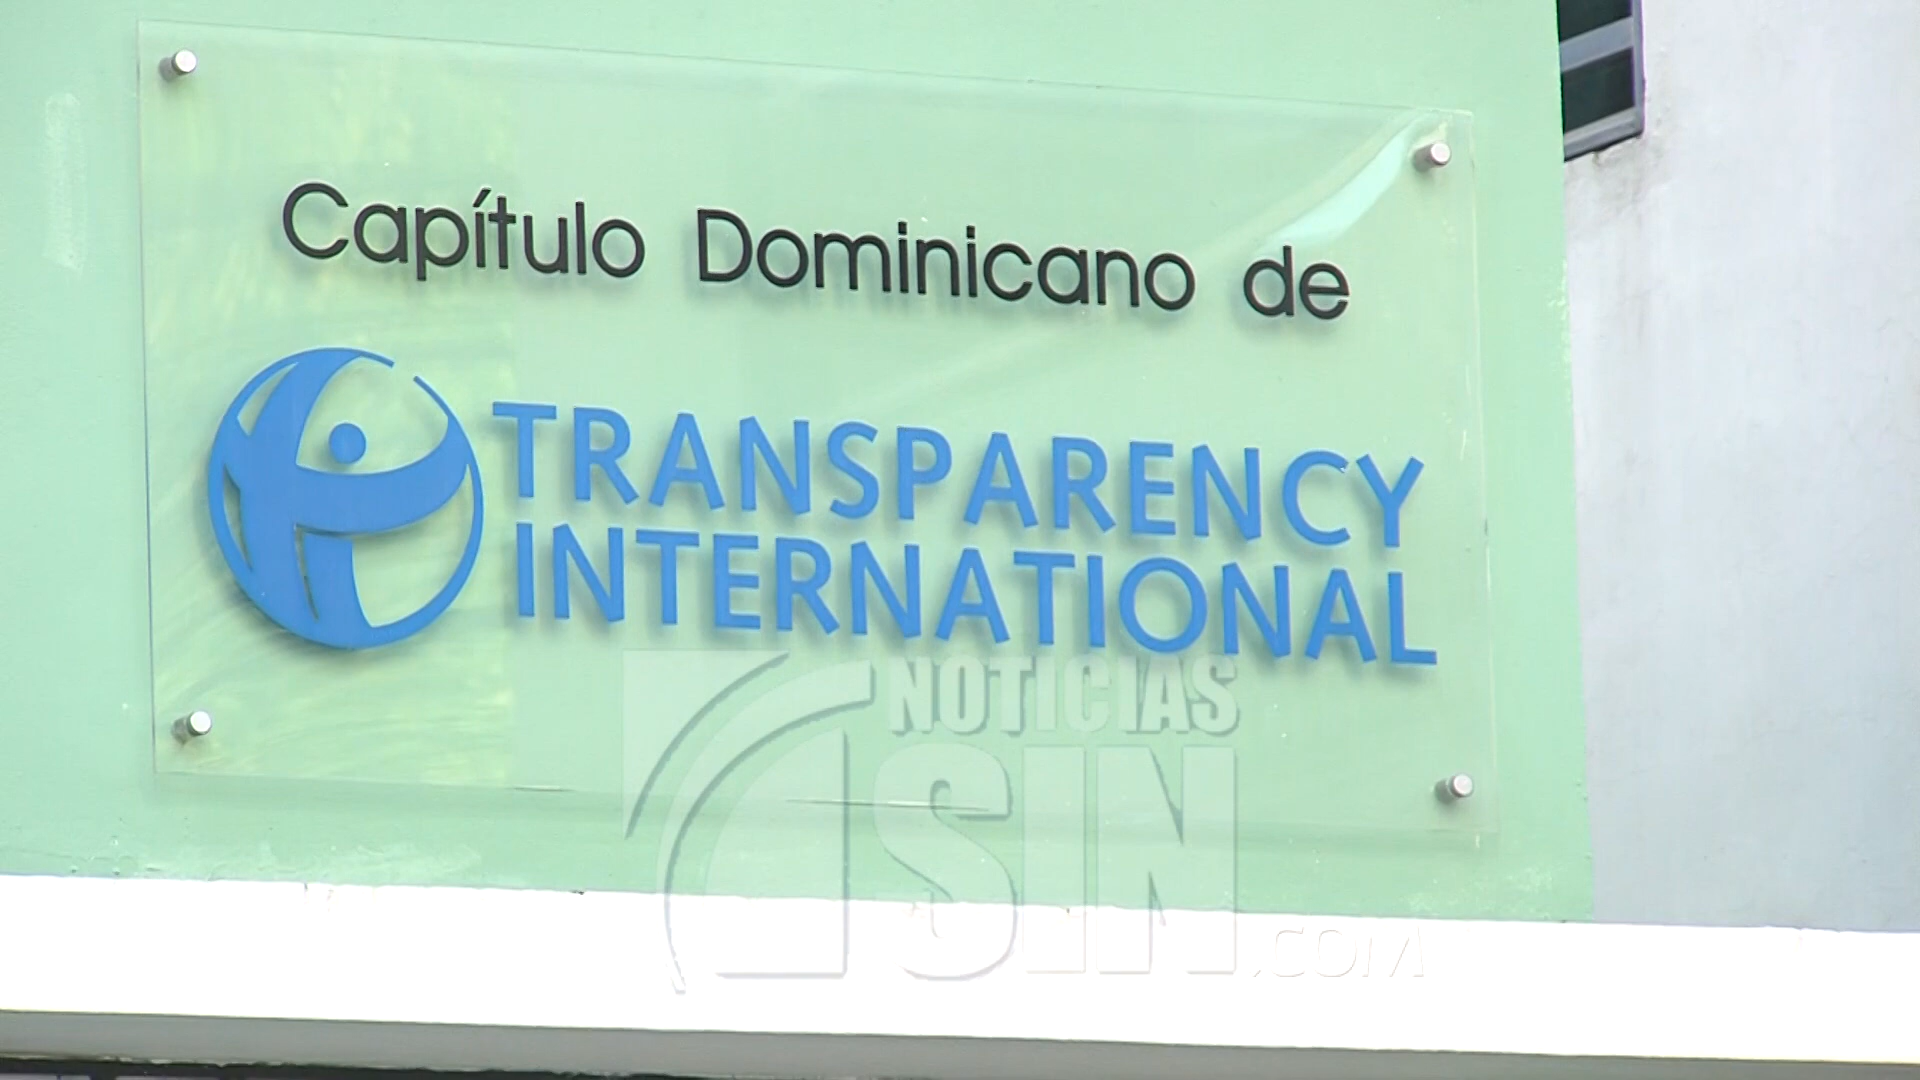 Capítulo Dominicano de
TRANSPARENCY
INTERNATIONAL
NOTICIAS
SIN
.COM